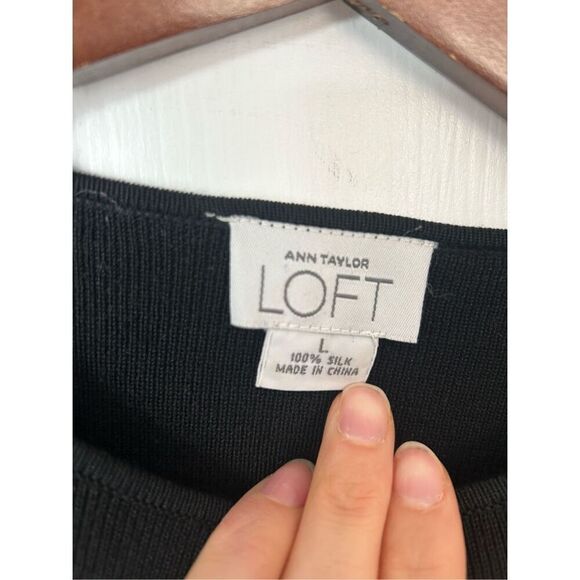 ANN TAYLOR
LOFT
L
100% SILK
MADE IN CHINA